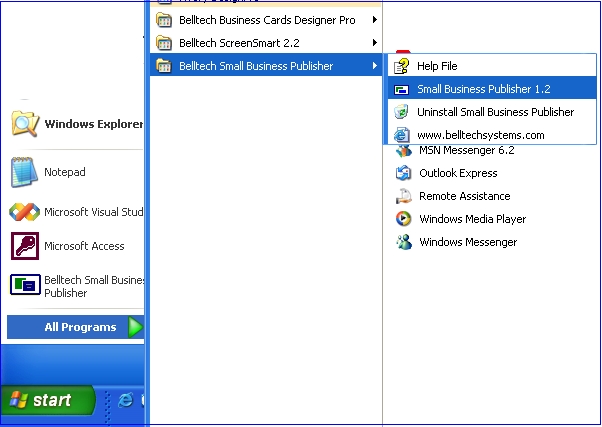 Belltech Business Cards Designer Pro
Belltech ScreenSmart 2.2
Belltech Small Business Publisher
Help File
Small Business Publisher 1.2
Uninstall Small Business Publisher
www.belltechsystems.com
MSN Messenger 6.2
Outlook Express
Remote Assistance
Windows Media Player
Windows Messenger
Windows Explorer
Notepad
Microsoft Visual Stud
Microsoft Access
Belltech Small Business
Publisher
All Programs
start